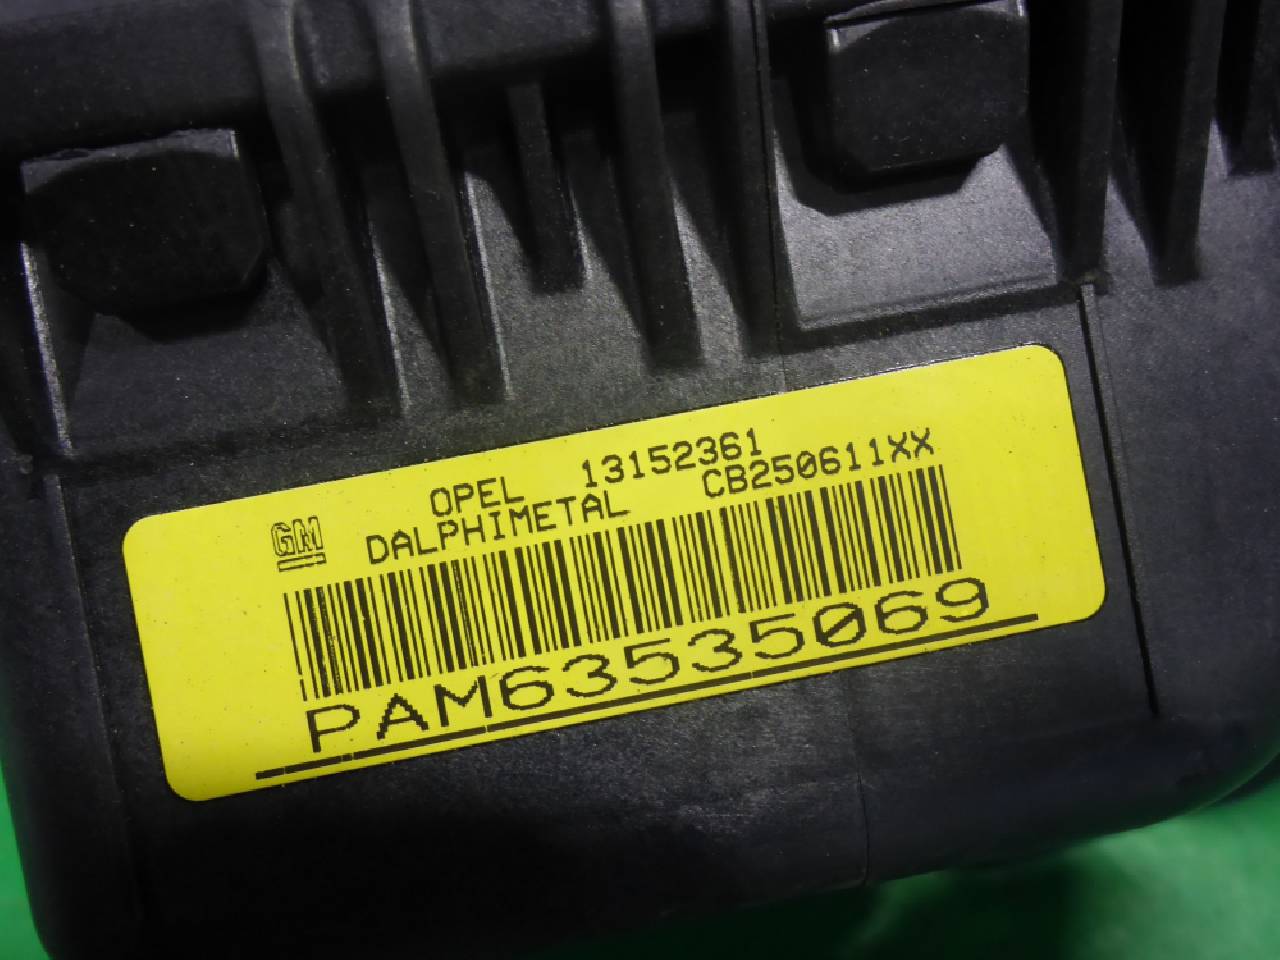 GM
OPEL 13152361
DALPHIMETAL CB250611XX
PAM63535069